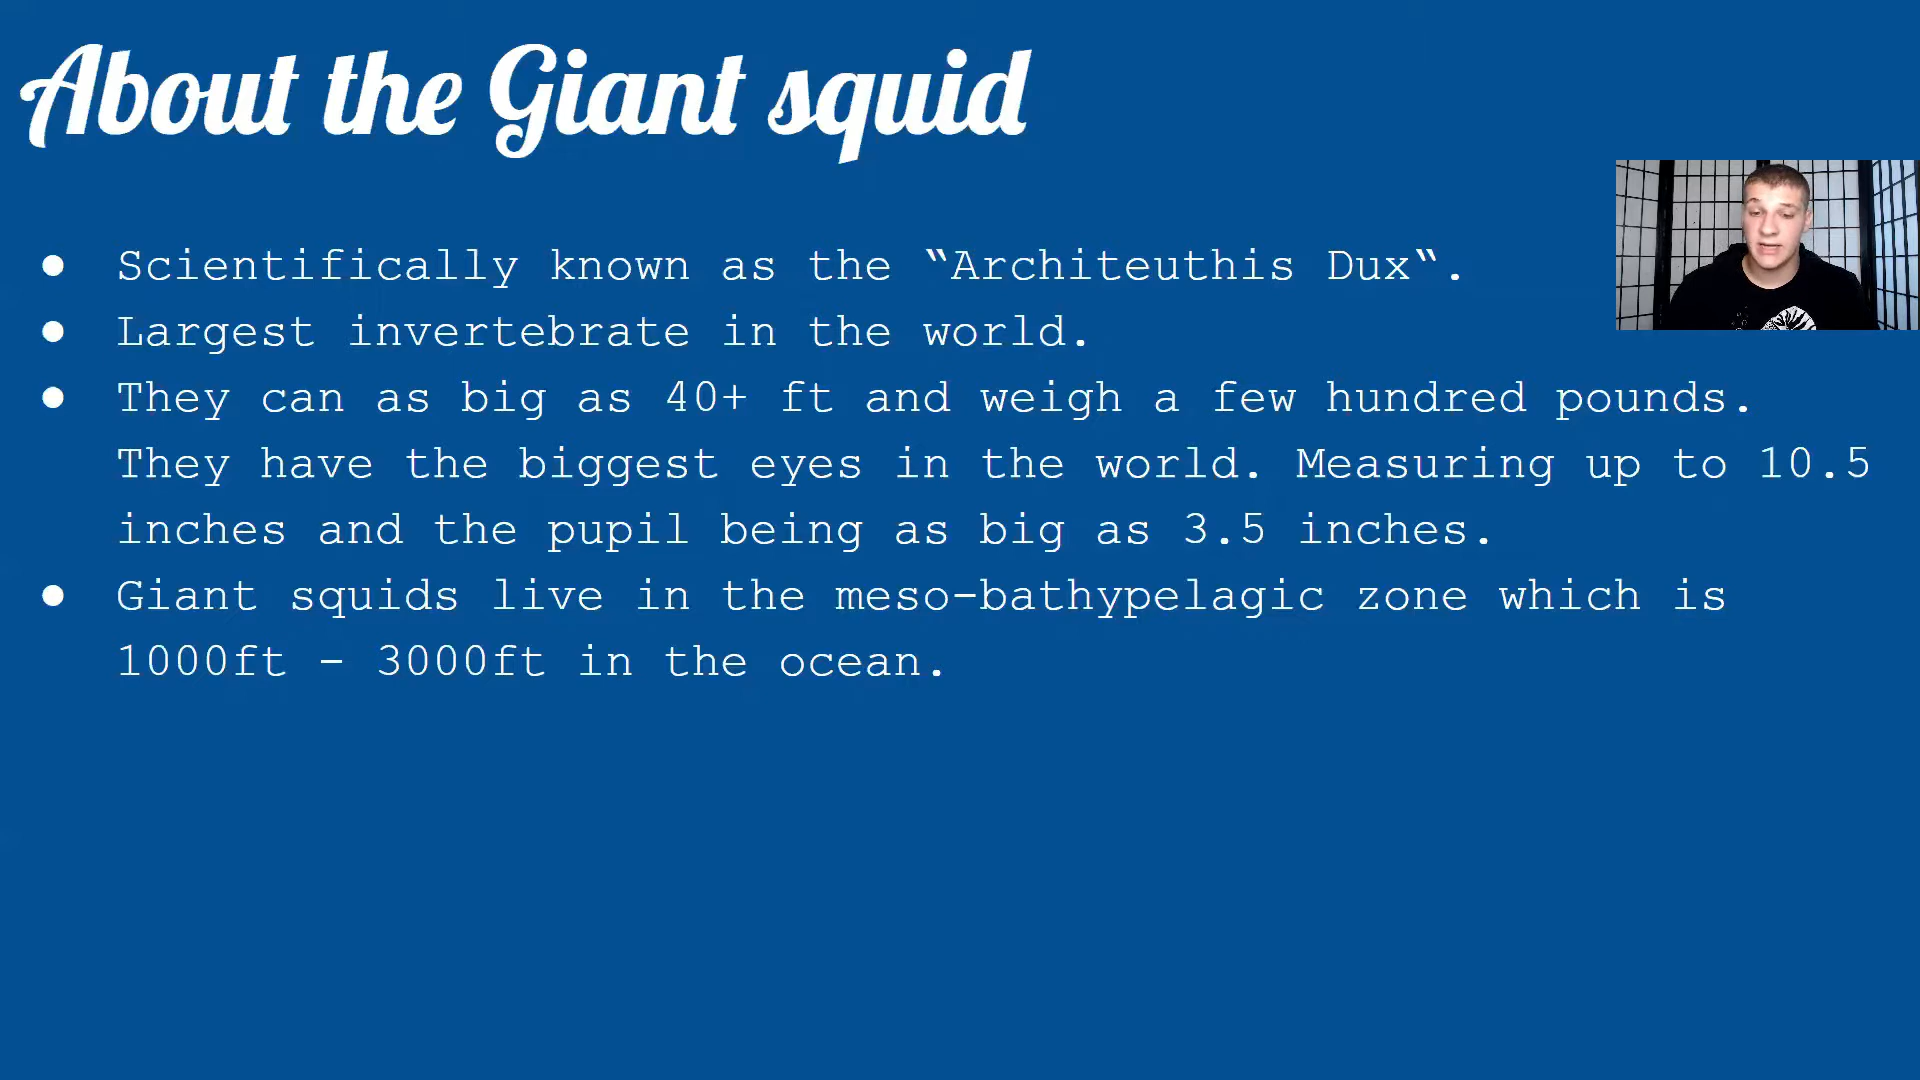 About the Giant squid
● Scientifically known as the “Architeuthis Dux“.
● Largest invertebrate in the world.
● They can as big as 40+ ft and weigh a few hundred pounds.
They have the biggest eyes in the world. Measuring up to 10.5
inches and the pupil being as big as 3.5 inches.
● Giant squids live in the meso-bathypelagic zone which is
1000ft - 3000ft in the ocean.